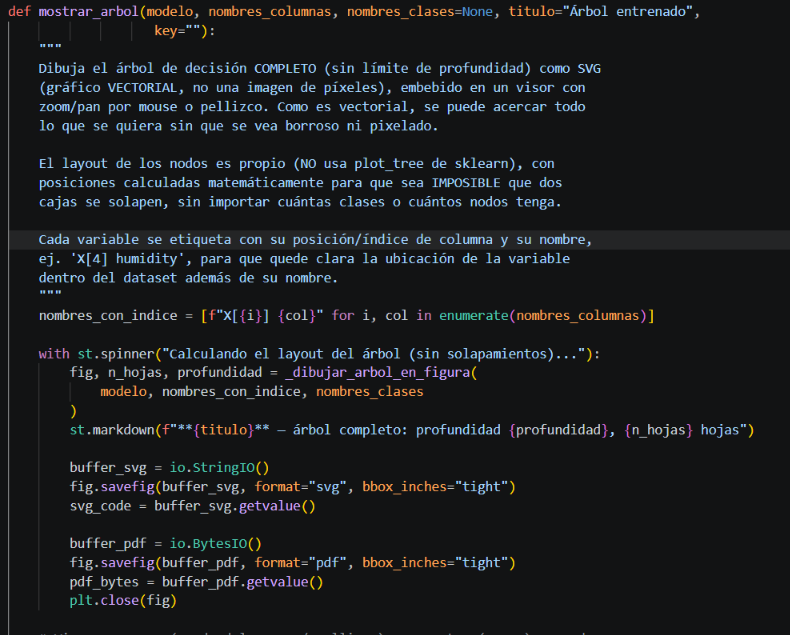 def mostrar_arbol(modelo, nombres_columnas, nombres_clases=None, titulo="Árbol entrenado",
                  key=""):
    """
    Dibuja el árbol de decisión COMPLETO (sin límite de profundidad) como SVG
    (gráfico VECTORIAL, no una imagen de píxeles), embebido en un visor con
    zoom/pan por mouse o pellizco. Como es vectorial, se puede acercar todo
    lo que se quiera sin que se vea borroso ni pixelado.

    El layout de los nodos es propio (NO usa plot_tree de sklearn), con
    posiciones calculadas matemáticamente para que sea IMPOSIBLE que dos
    cajas se solapen, sin importar cuántas clases o cuántos nodos tenga.

    Cada variable se etiqueta con su posición/índice de columna y su nombre,
    ej. 'X[4] humidity', para que quede clara la ubicación de la variable
    dentro del dataset además de su nombre.
    """
    nombres_con_indice = [f"X[{i}] {col}" for i, col in enumerate(nombres_columnas)]

    with st.spinner("Calculando el layout del árbol (sin solapamientos)..."):
        fig, n_hojas, profundidad = _dibujar_arbol_en_figura(
            modelo, nombres_con_indice, nombres_clases
        )
        st.markdown(f"**{titulo}** — árbol completo: profundidad {profundidad}, {n_hojas} hojas")

        buffer_svg = io.StringIO()
        fig.savefig(buffer_svg, format="svg", bbox_inches="tight")
        svg_code = buffer_svg.getvalue()

        buffer_pdf = io.BytesIO()
        fig.savefig(buffer_pdf, format="pdf", bbox_inches="tight")
        pdf_bytes = buffer_pdf.getvalue()
        plt.close(fig)